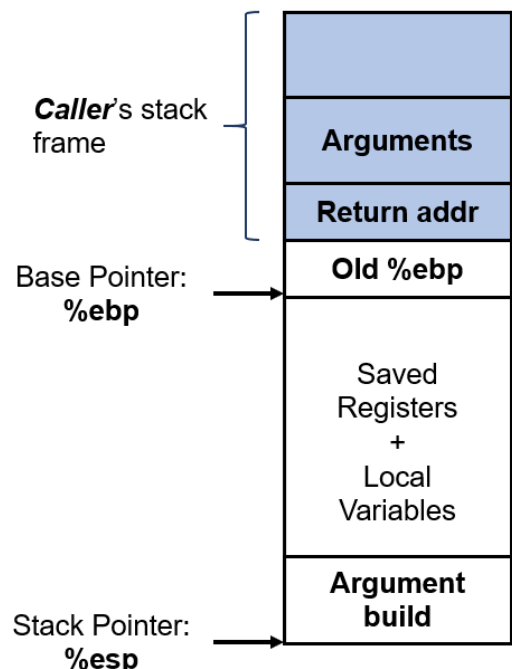 Caller's stack
frame
Arguments
Return addr
Old %ebp
Base Pointer:
%ebp
Saved
Registers
+
Local
Variables
Argument
build
Stack Pointer:
%esp